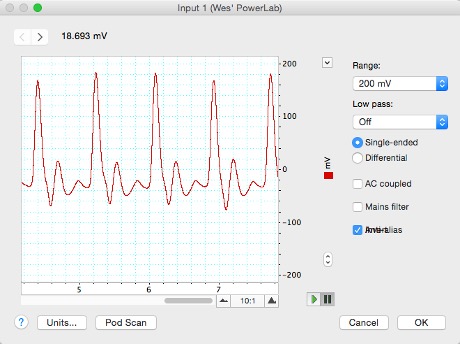 Input 1 (Wes' PowerLab)
18.693 mV
200
100
0
-100
-200
mV
5
6
7
10:1
Range:
200 mV
Low pass:
Off
Single-ended
Differential
AC coupled
Mains filter
Anti-alias
?
Units...
Pod Scan
Cancel
OK